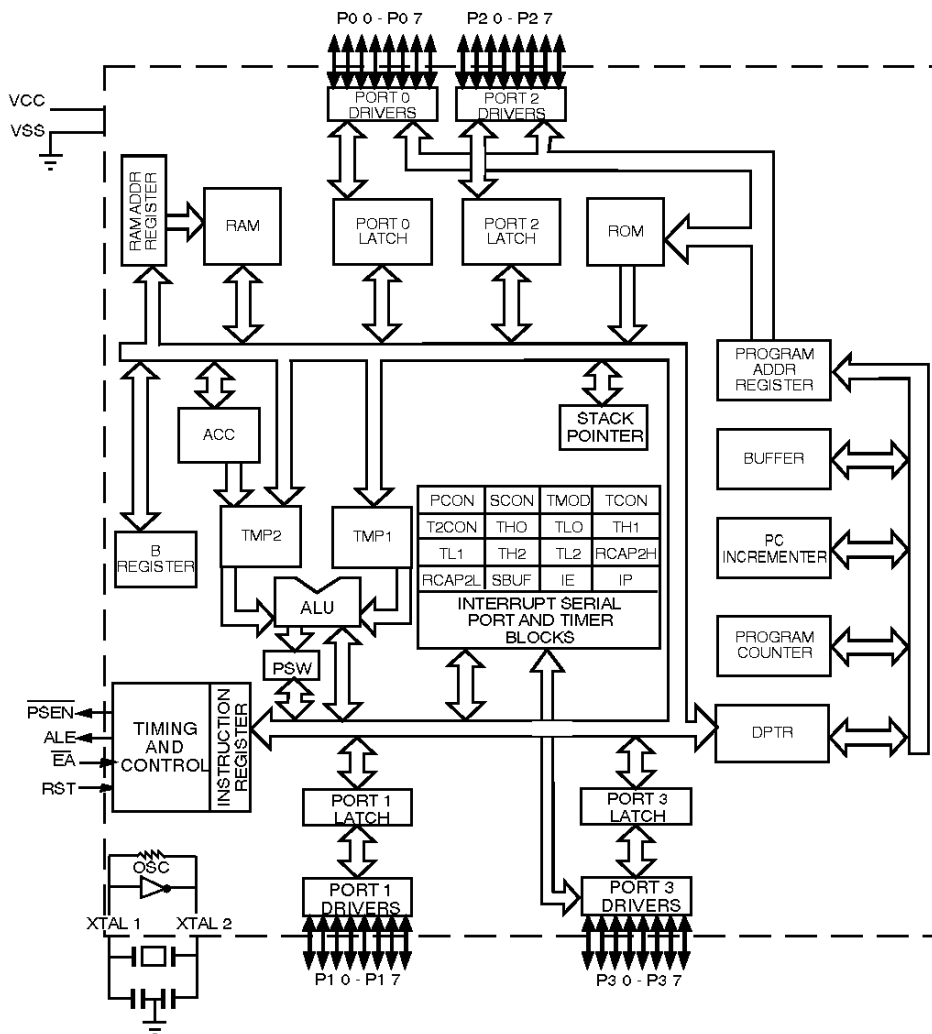 P0 0 - P0 7
P2 0 - P2 7
VCC
VSS
PORT 0
DRIVERS
PORT 2
DRIVERS
RAM ADDR
REGISTER
RAM
PORT 0
LATCH
PORT 2
LATCH
ROM
PROGRAM
ADDR
REGISTER
ACC
STACK
POINTER
BUFFER
PCON SCON TMOD TCON
T2CON TH0 TL0 TH1
TL1 TH2 TL2 RCAP2H
RCAP2L SBUF IE IP
INTERRUPT SERIAL
PORT AND TIMER
BLOCKS
TMP2
TMP1
B
REGISTER
PC
INCREMENTER
ALU
PSW
PROGRAM
COUNTER
PSEN
ALE
EA
RST
TIMING
AND
CONTROL
INSTRUCTION
REGISTER
DPTR
PORT 1
LATCH
PORT 3
LATCH
OSC
XTAL 1
XTAL 2
PORT 1
DRIVERS
PORT 3
DRIVERS
P1 0 - P1 7
P3 0 - P3 7